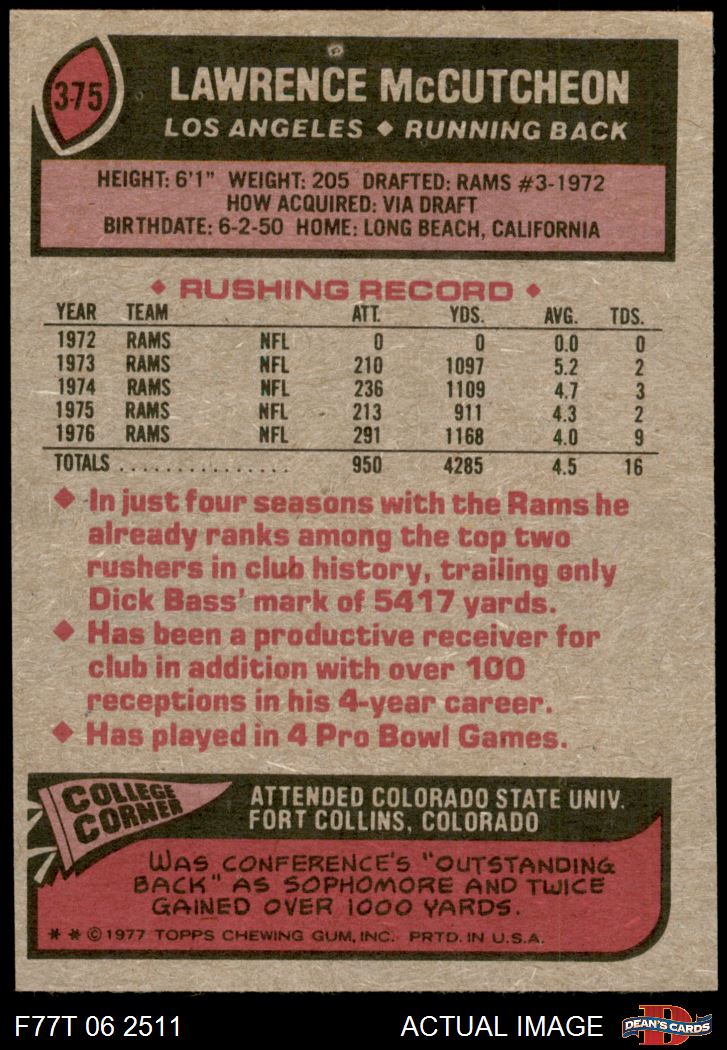 375
LAWRENCE McCUTCHEON
LOS ANGELES ◆ RUNNING BACK
HEIGHT: 6'1" WEIGHT: 205 DRAFTED: RAMS #3-1972
HOW ACQUIRED: VIA DRAFT
BIRTHDATE: 6-2-50 HOME: LONG BEACH, CALIFORNIA
◆ RUSHING RECORD ◆
YEAR TEAM ATT. YDS. AVG. TDS.
1972 RAMS NFL 0 0 0.0 0
1973 RAMS NFL 210 1097 5.2 2
1974 RAMS NFL 236 1109 4.7 3
1975 RAMS NFL 213 911 4.3 2
1976 RAMS NFL 291 1168 4.0 9
TOTALS ............... 950 4285 4.5 16
◆ In just four seasons with the Rams he
already ranks among the top two
rushers in club history, trailing only
Dick Bass' mark of 5417 yards.
◆ Has been a productive receiver for
club in addition with over 100
receptions in his 4-year career.
◆ Has played in 4 Pro Bowl Games.
COLLEGE
CORNER
ATTENDED COLORADO STATE UNIV.
FORT COLLINS, COLORADO
WAS CONFERENCE'S "OUTSTANDING
BACK" AS SOPHOMORE AND TWICE
GAINED OVER 1000 YARDS.
* * © 1977 TOPPS CHEWING GUM, INC. PRTD. IN U.S.A.
F77T 06 2511 ACTUAL IMAGE
D
DEAN'S CARDS